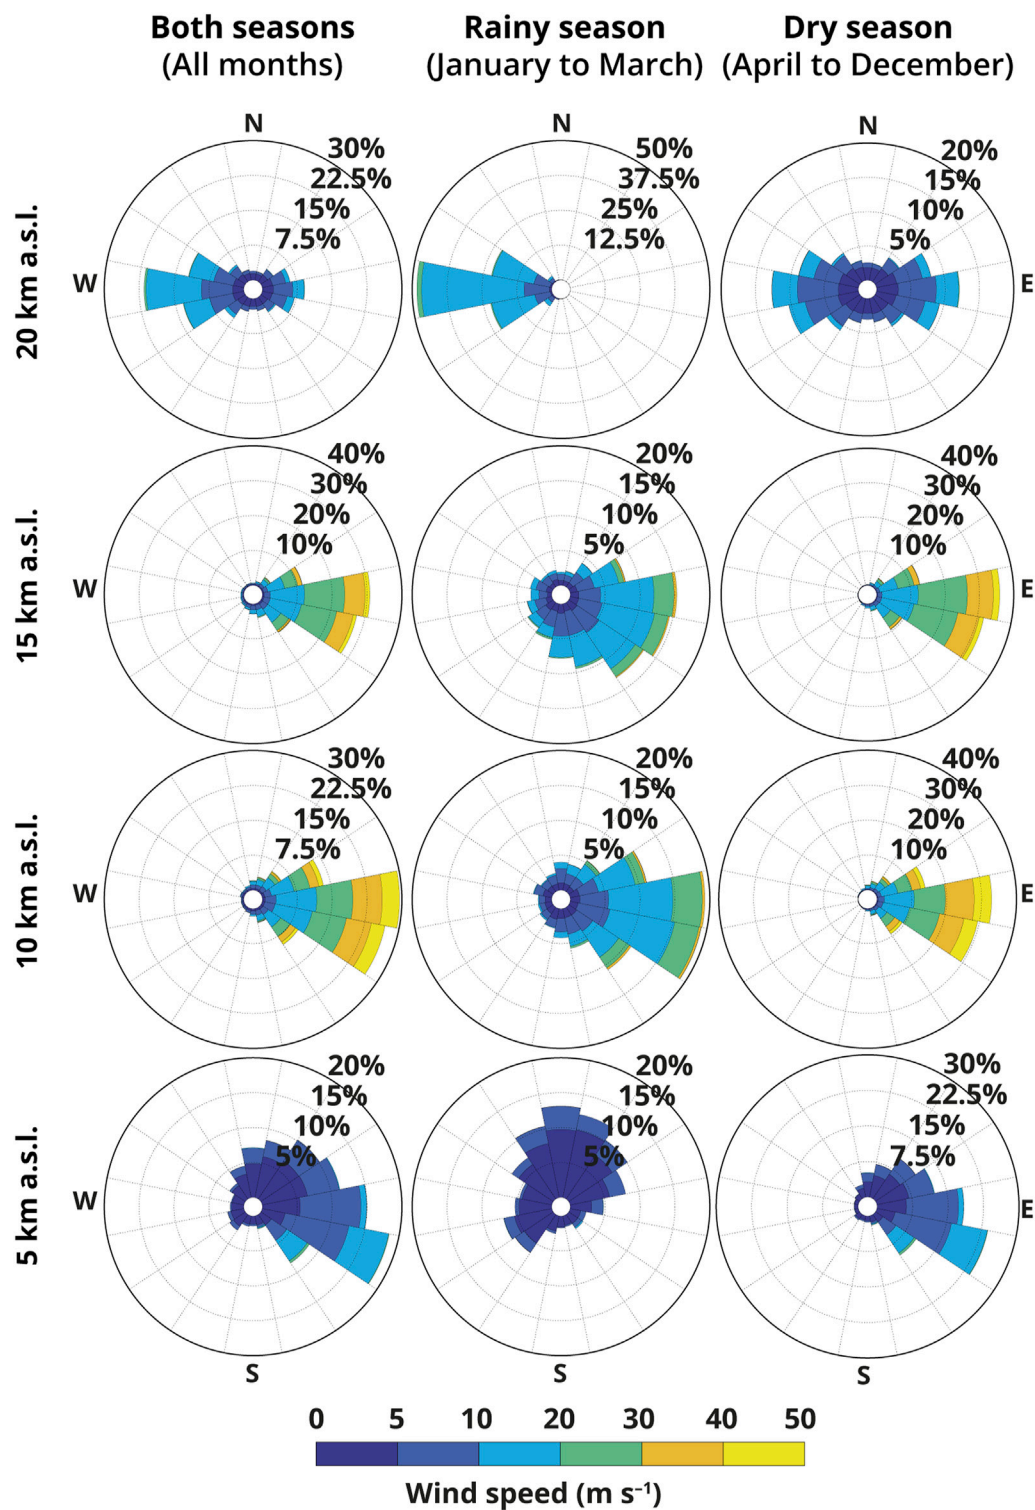 Both seasons Rainy season Dry season
(All months) (January to March) (April to December)
N N N
30% 50% 20%
22.5% 37.5% 15%
15% 25% 10%
7.5% 12.5% 5%
20 km a.s.l. W E
40% 20% 40%
30% 15% 30%
20% 10% 20%
10% 5% 10%
15 km a.s.l. W E
30% 20% 40%
22.5% 15% 30%
15% 10% 20%
7.5% 5% 10%
10 km a.s.l. W E
20% 20% 30%
15% 15% 22.5%
10% 10% 15%
5% 5% 7.5%
5 km a.s.l. W E
S S S
0 5 10 20 30 40 50
Wind speed (m s⁻¹)